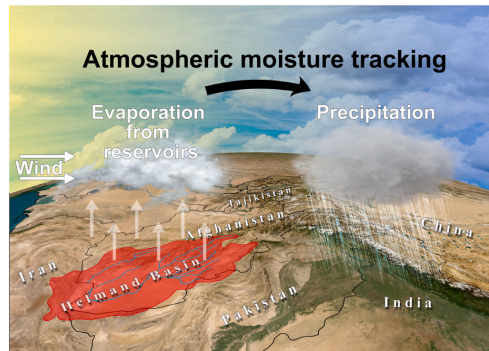 Atmospheric moisture tracking
Evaporation
from
reservoirs
Precipitation
Wind
Tajikistan
Afghanistan
China
Iran
Helmand Basin
Pakistan
India